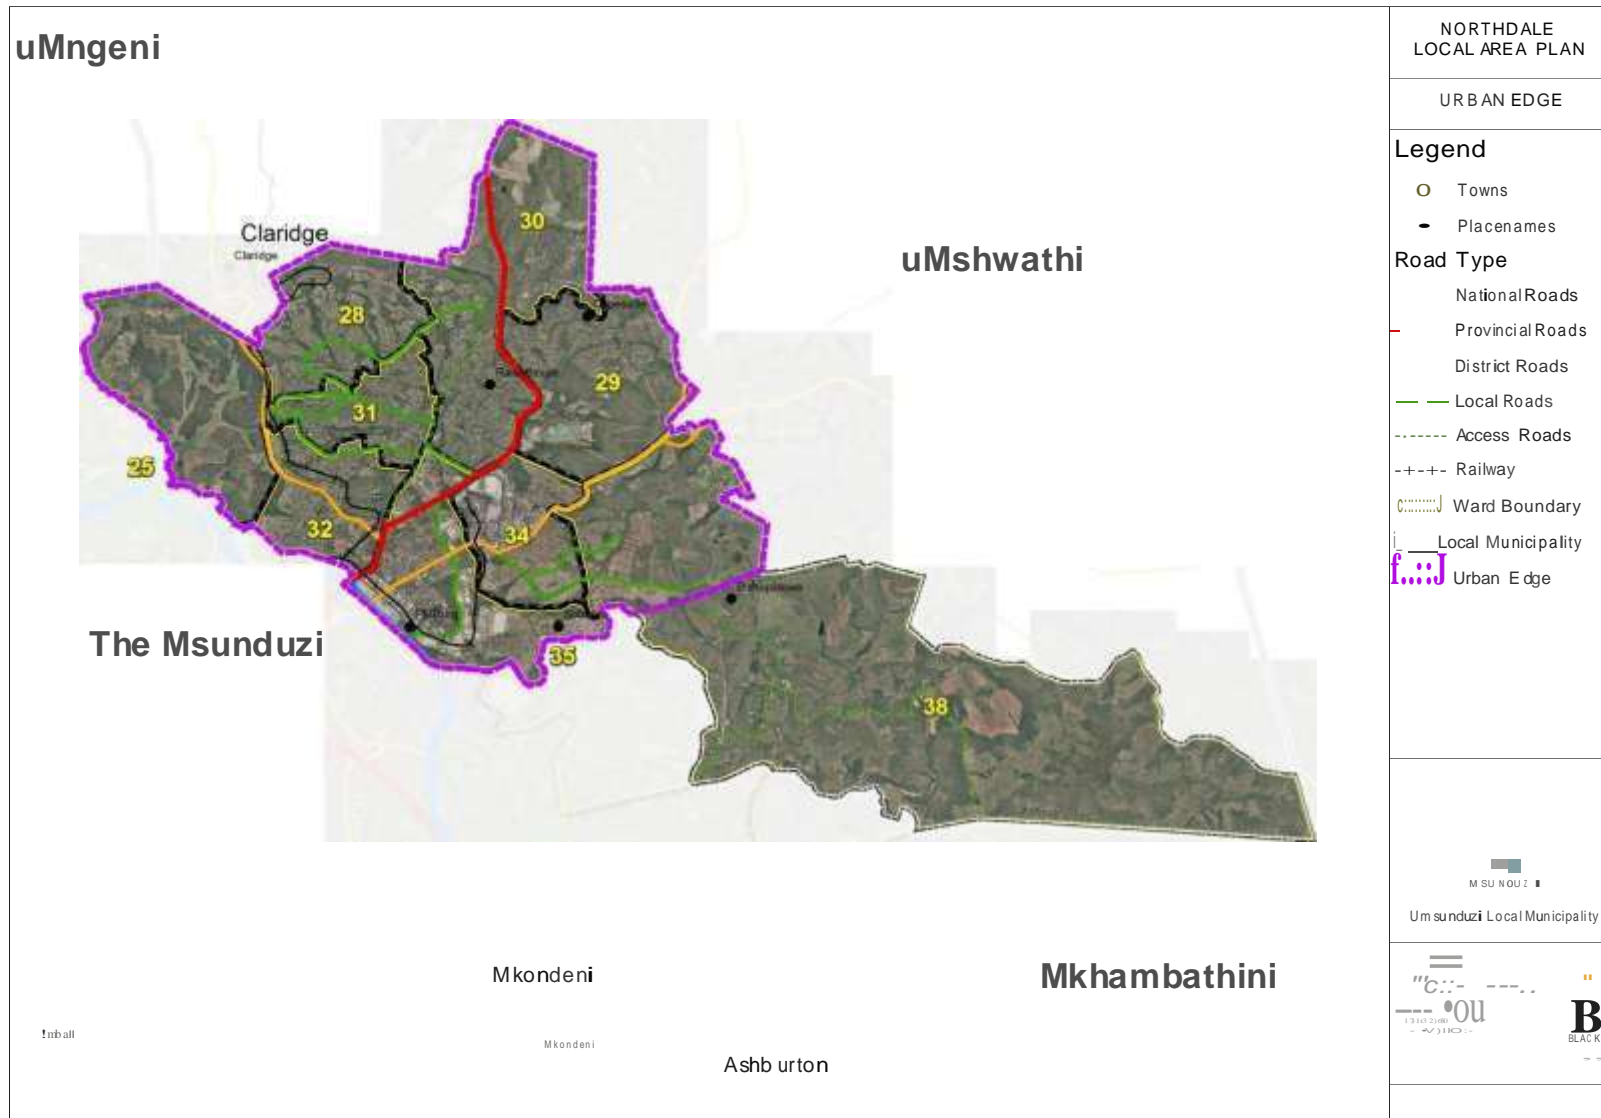 uMngeni
Claridge
Claridge
uMshwathi
30
28
29
31
25
32
34
35
38
The Msunduzi
Mkondeni
Mkhambathini
Mkondeni
Ashburton
NORTHDALE
LOCAL AREA PLAN
URBAN EDGE
Legend
Towns
Placenames
Road Type
National Roads
Provincial Roads
District Roads
Local Roads
Access Roads
Railway
Ward Boundary
Local Municipality
Urban Edge
Umsunduzi Local Municipality
B
BLACK